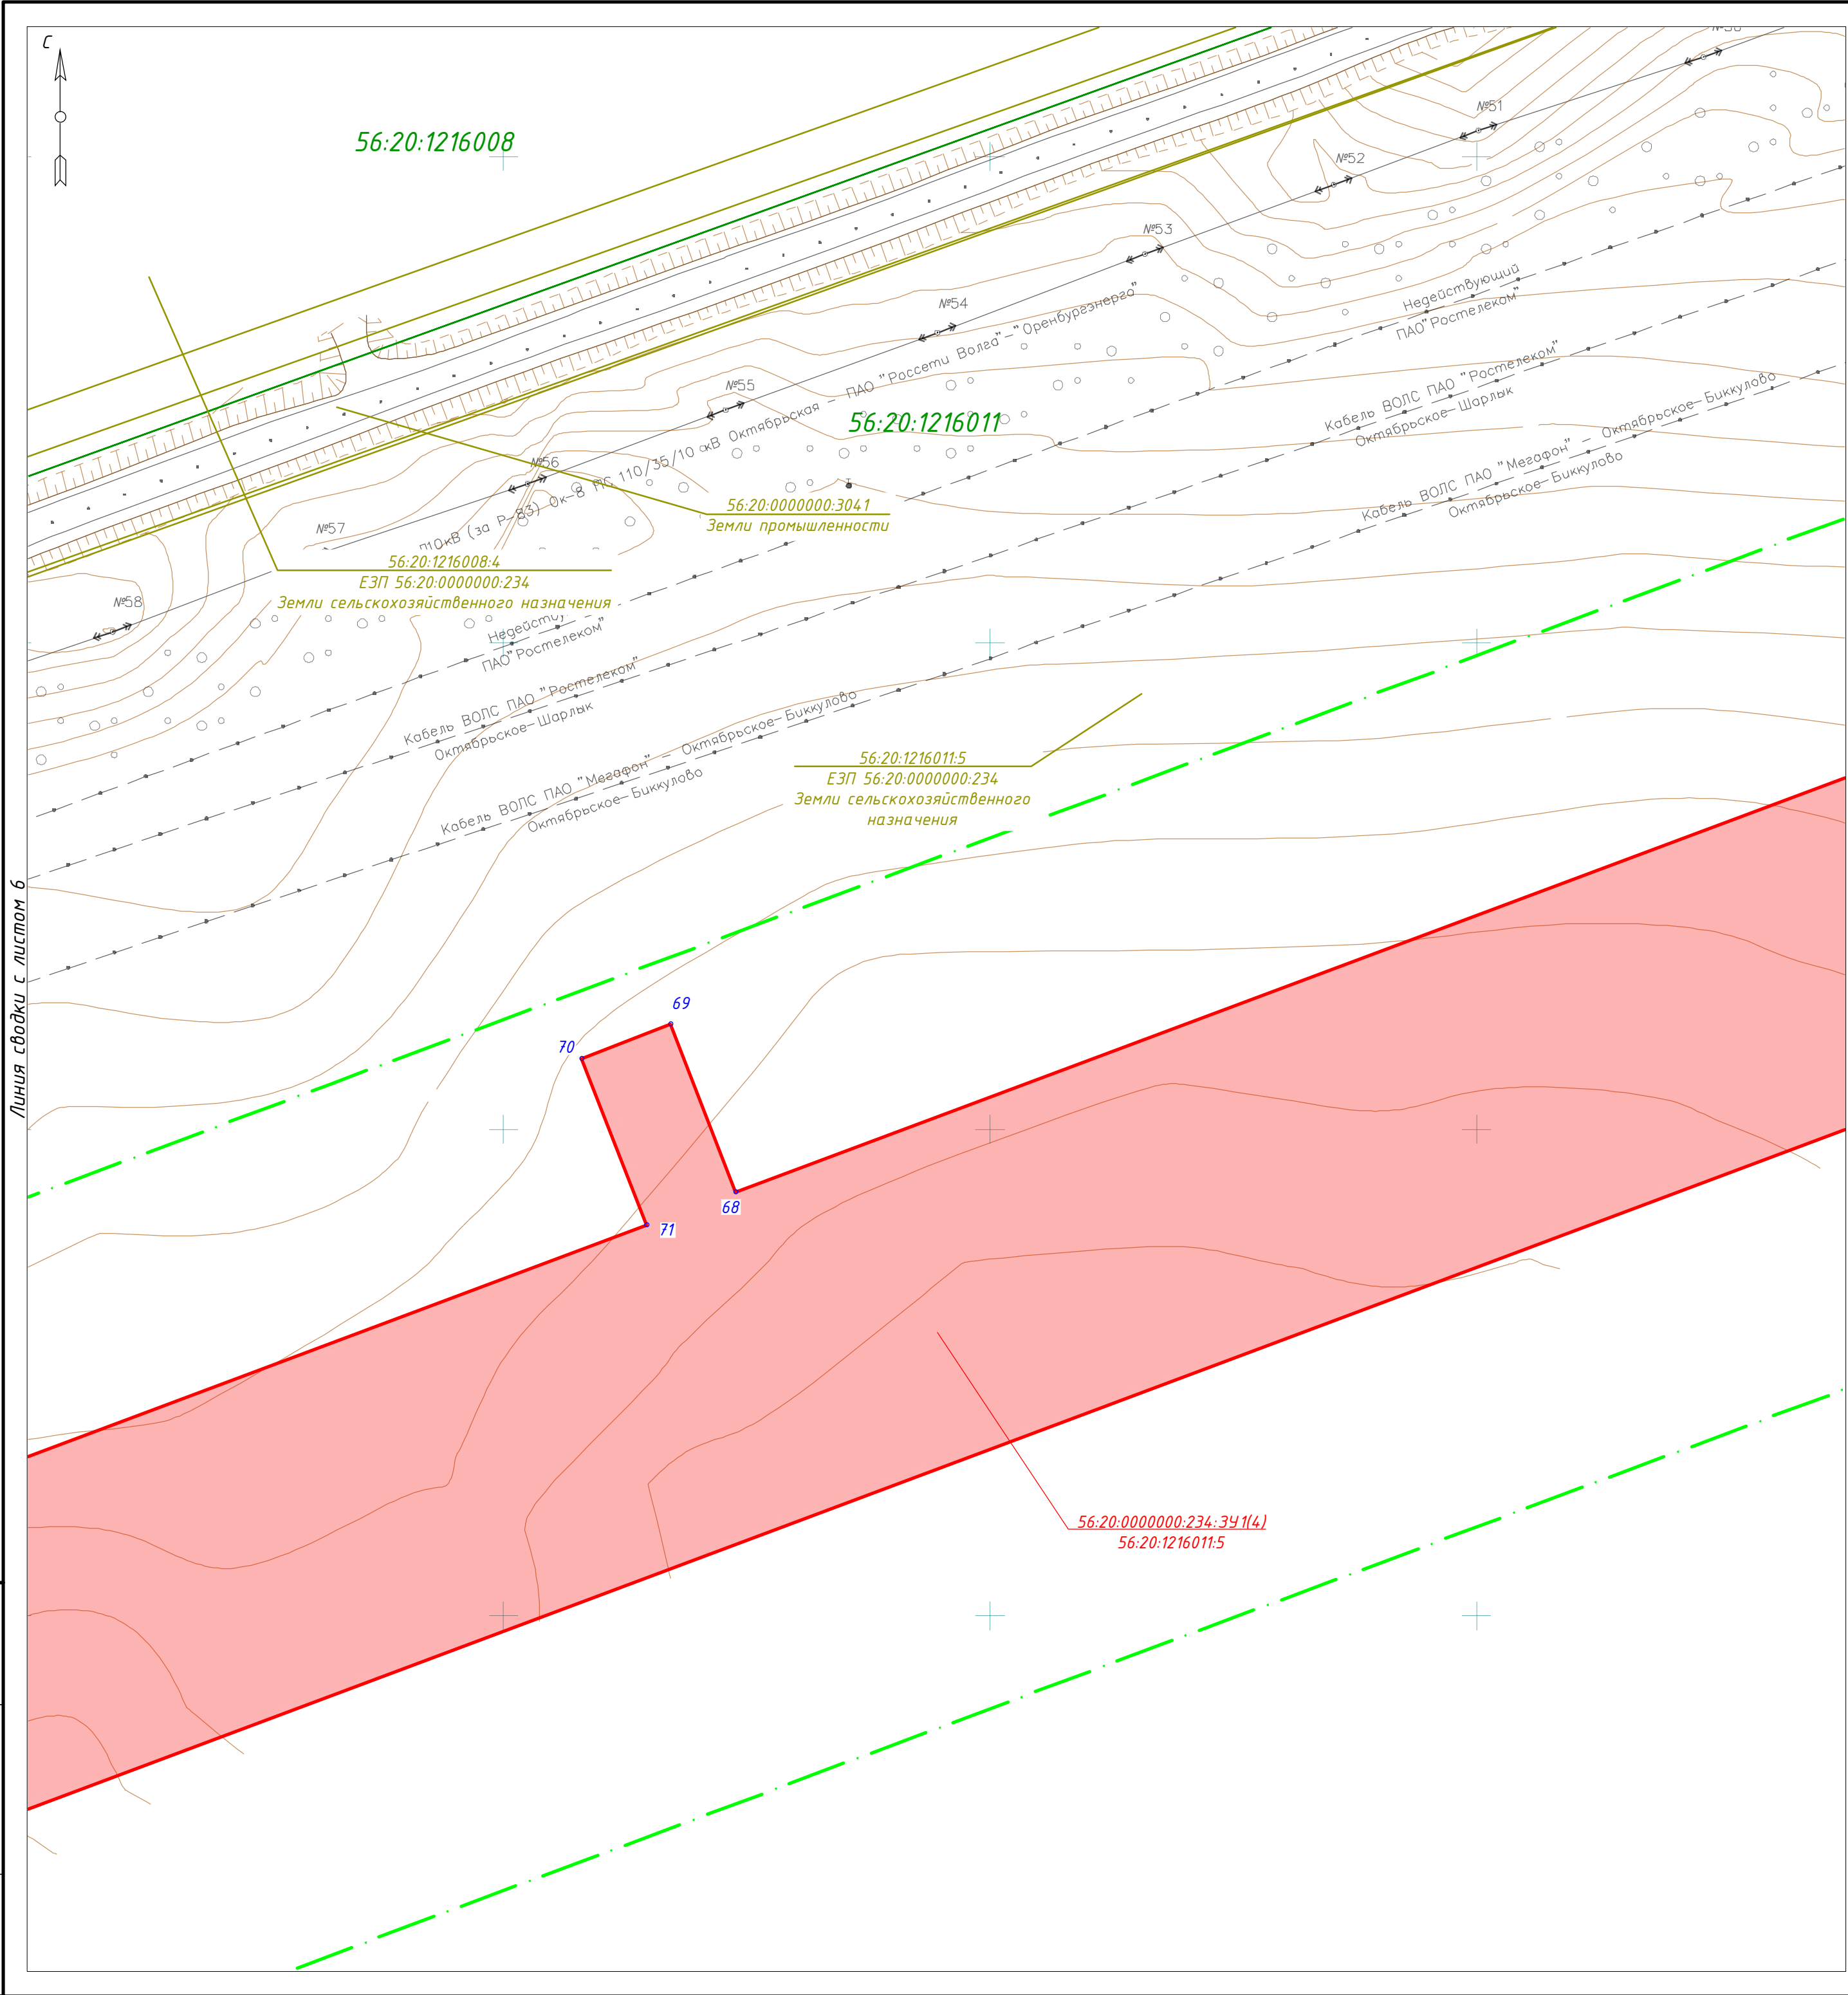 С
56:20:1216008
№51
№52
№53
№54
№55
№56
№57
№58
Недействующий
ПАО"Ростелеком"
ПС 110/35/10 кВ Октябрьская - ПАО "Россети Волга"-"Оренбургэнерго"
(за Р-83) Ок-8
56:20:1216011
Кабель ВОЛС ПАО "Ростелеком"
Октябрьское-Шарлык
Кабель ВОЛС ПАО "Мегафон" - Октябрьское-Биккулово
Октябрьское-Биккулово
56:20:0000000:3041
Земли промышленности
56:20:1216008:4
ЕЗП 56:20:0000000:234
Земли сельскохозяйственного назначения
ПАО"Ростелеком"
Кабель ВОЛС ПАО "Ростелеком"
Октябрьское-Шарлык
Кабель ВОЛС ПАО "Мегафон" - Октябрьское-Биккулово
Октябрьское-Биккулово
56:20:1216011:5
ЕЗП 56:20:0000000:234
Земли сельскохозяйственного
назначения
Линия сводки с листом 6
69
70
68
71
56:20:0000000:234:ЗУ1(4)
56:20:1216011:5